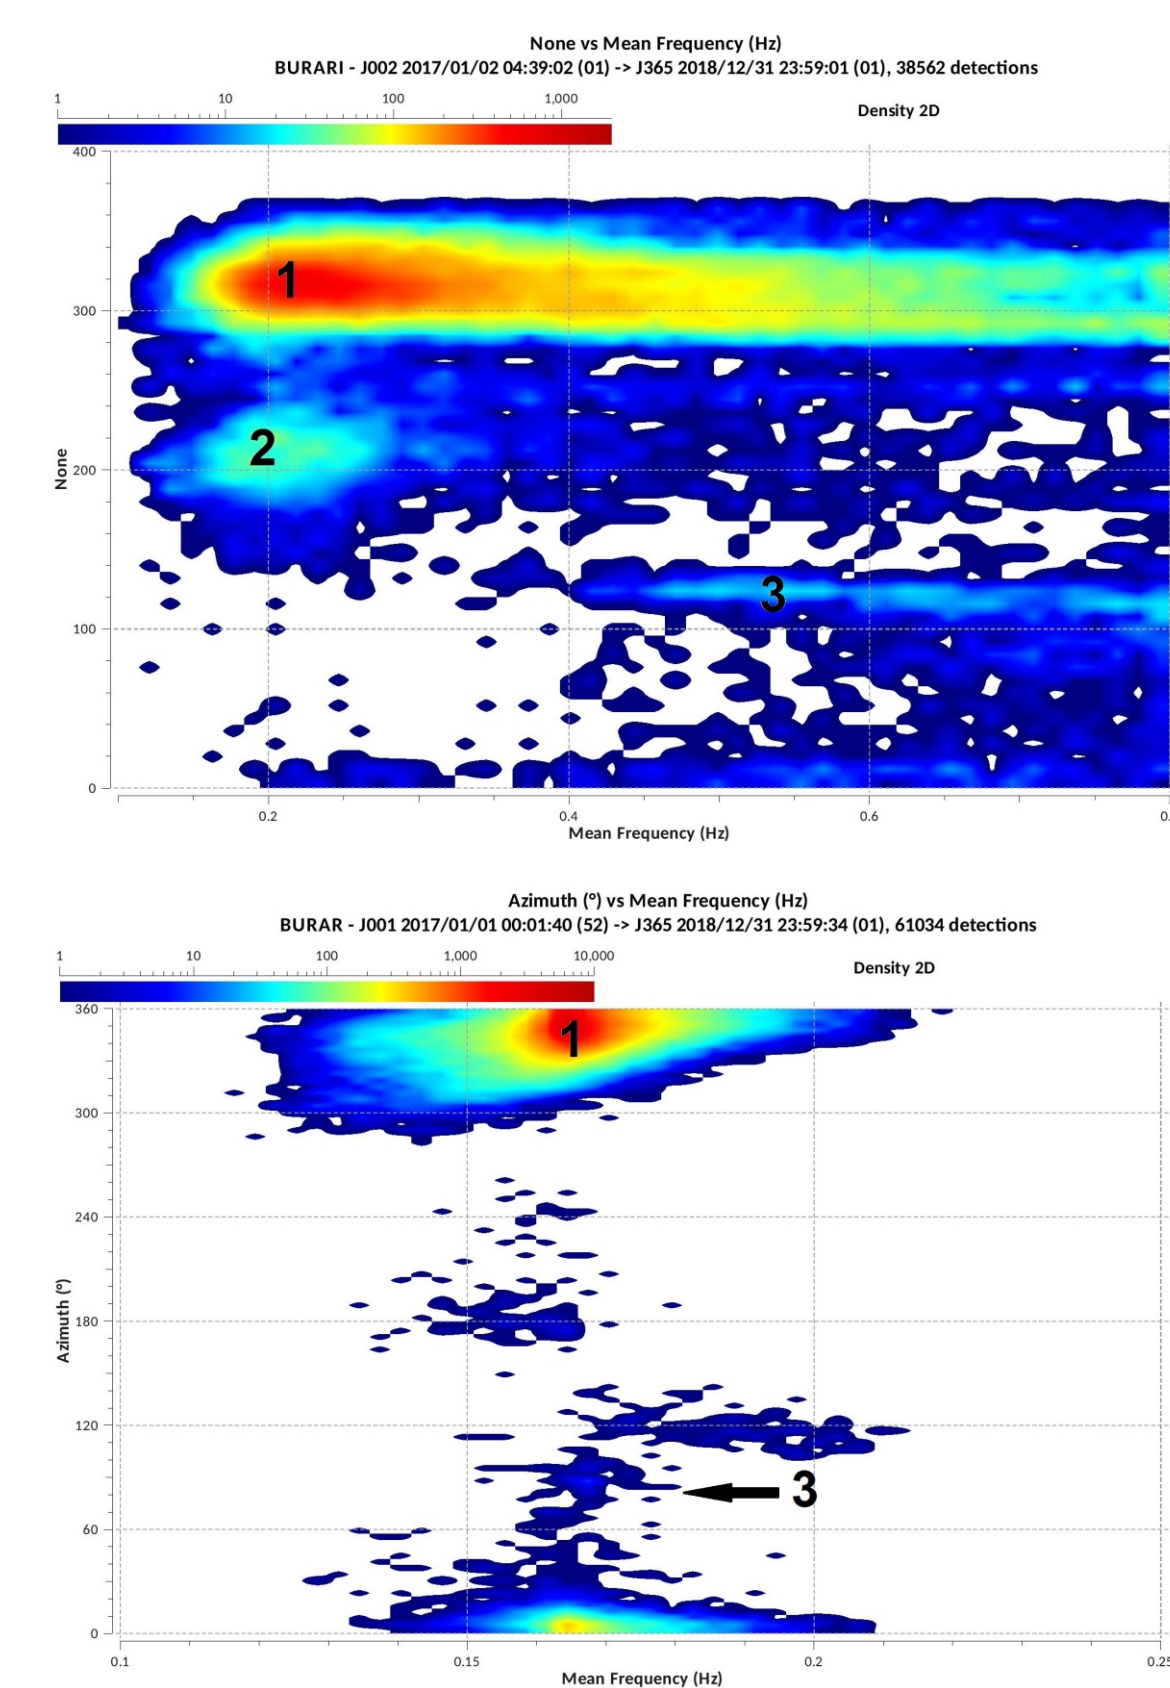 None vs Mean Frequency (Hz)
BURARI - J002 2017/01/02 04:39:02 (01) -> J365 2018/12/31 23:59:01 (01), 38562 detections
1 10 100 1,000
Density 2D
400
300
200
100
0
None
1
2
3
0.2 0.4 0.6 0.
Mean Frequency (Hz)
Azimuth (°) vs Mean Frequency (Hz)
BURAR - J001 2017/01/01 00:01:40 (52) -> J365 2018/12/31 23:59:34 (01), 61034 detections
1 10 100 1,000 10,000
Density 2D
360
300
240
180
120
60
0
Azimuth (°)
1
3
0.1 0.15 0.2 0.25
Mean Frequency (Hz)